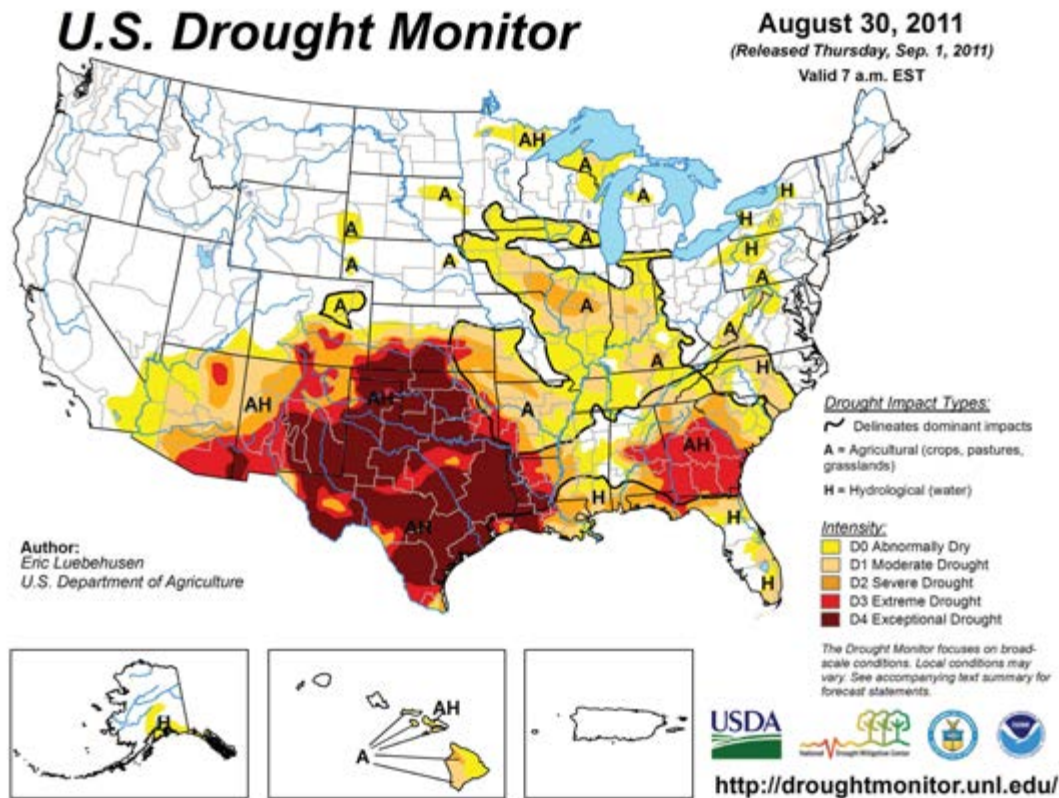 U.S. Drought Monitor
August 30, 2011
(Released Thursday, Sep. 1, 2011)
Valid 7 a.m. EST
AH
A
A
A
H
H
H
A
A
A
A
A
A
A
A
A
H
AH
AH
A
AH
H
H
AH
H
Drought Impact Types:
Delineates dominant impacts
A = Agricultural (crops, pastures,
grasslands)
H = Hydrological (water)
Intensity:
D0 Abnormally Dry
D1 Moderate Drought
D2 Severe Drought
D3 Extreme Drought
D4 Exceptional Drought
Author:
Eric Luebehusen
U.S. Department of Agriculture
The Drought Monitor focuses on broad-
scale conditions. Local conditions may
vary. See accompanying text summary for
forecast statements.
H
AH
A
USDA
National Drought Mitigation Center
http://droughtmonitor.unl.edu/